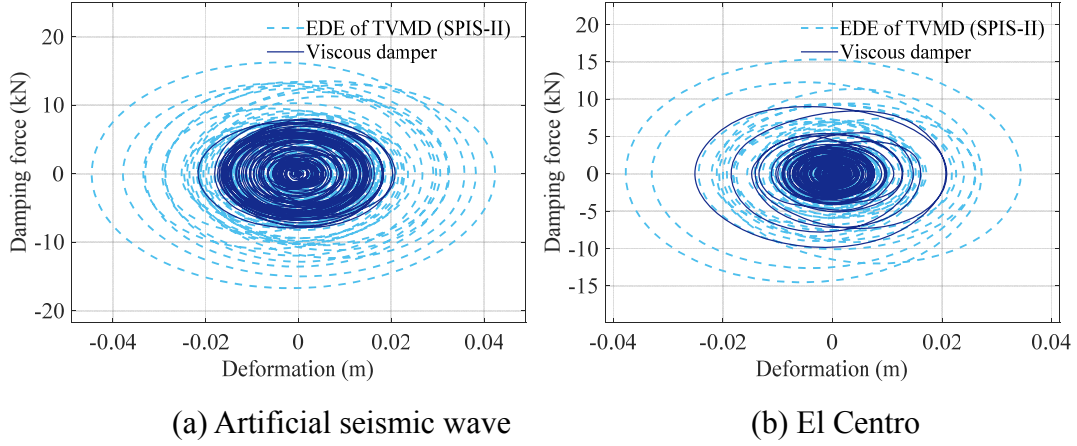 EDE of TVMD (SPIS-II)
Viscous damper
20
10
0
-10
-20
Damping force (kN)
-0.04 -0.02 0 0.02 0.04
Deformation (m)
(a) Artificial seismic wave
EDE of TVMD (SPIS-II)
Viscous damper
20
15
10
5
0
-5
-10
-15
Damping force (kN)
-0.04 -0.02 0 0.02 0.04
Deformation (m)
(b) El Centro